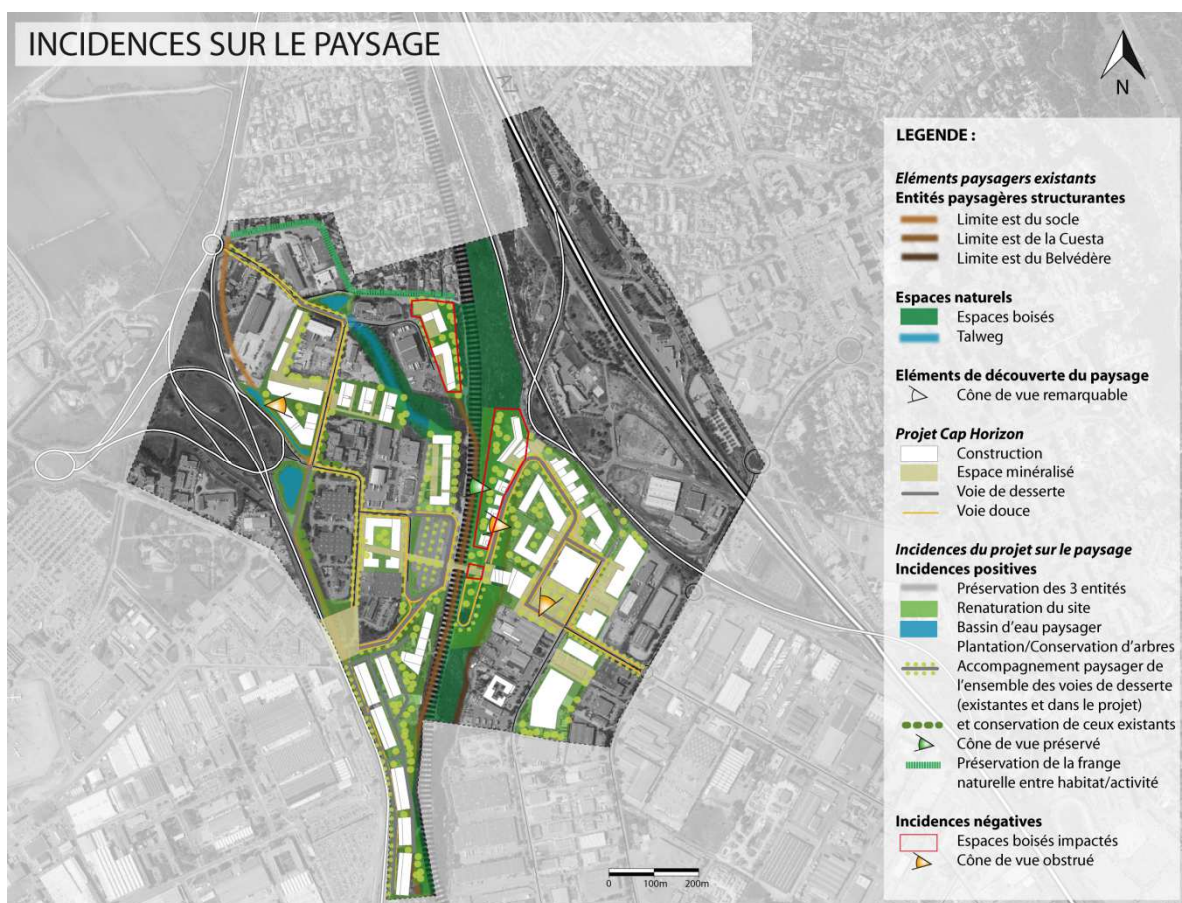 INCIDENCES SUR LE PAYSAGE
A7
N
LEGENDE :
Eléments paysagers existants
Entités paysagères structurantes
Limite est du socle
Limite est de la Cuesta
Limite est du Belvédère
Espaces naturels
Espaces boisés
Talweg
Eléments de découverte du paysage
Cône de vue remarquable
Projet Cap Horizon
Construction
Espace minéralisé
Voie de desserte
Voie douce
Incidences du projet sur le paysage
Incidences positives
Préservation des 3 entités
Renaturation du site
Bassin d'eau paysager
Plantation/Conservation d'arbres
Accompagnement paysager de
l'ensemble des voies de desserte
(existantes et dans le projet)
et conservation de ceux existants
Cône de vue préservé
Préservation de la frange
naturelle entre habitat/activité
Incidences négatives
Espaces boisés impactés
Cône de vue obstrué
0 100m 200m